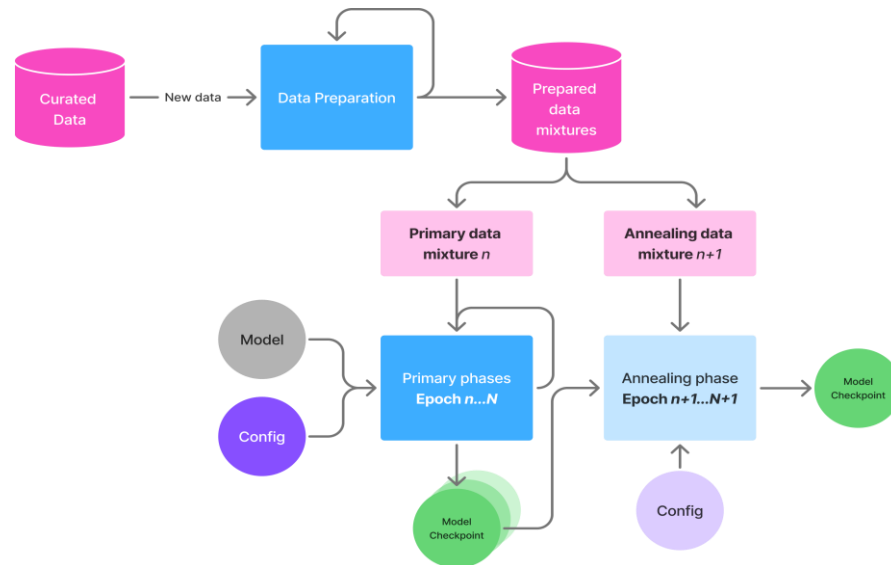 Curated
Data
New data
Data Preparation
Prepared
data
mixtures
Primary data
mixture n
Annealing data
mixture n+1
Model
Config
Primary phases
Epoch n...N
Annealing phase
Epoch n+1...N+1
Model
Checkpoint
Model
Checkpoint
Config